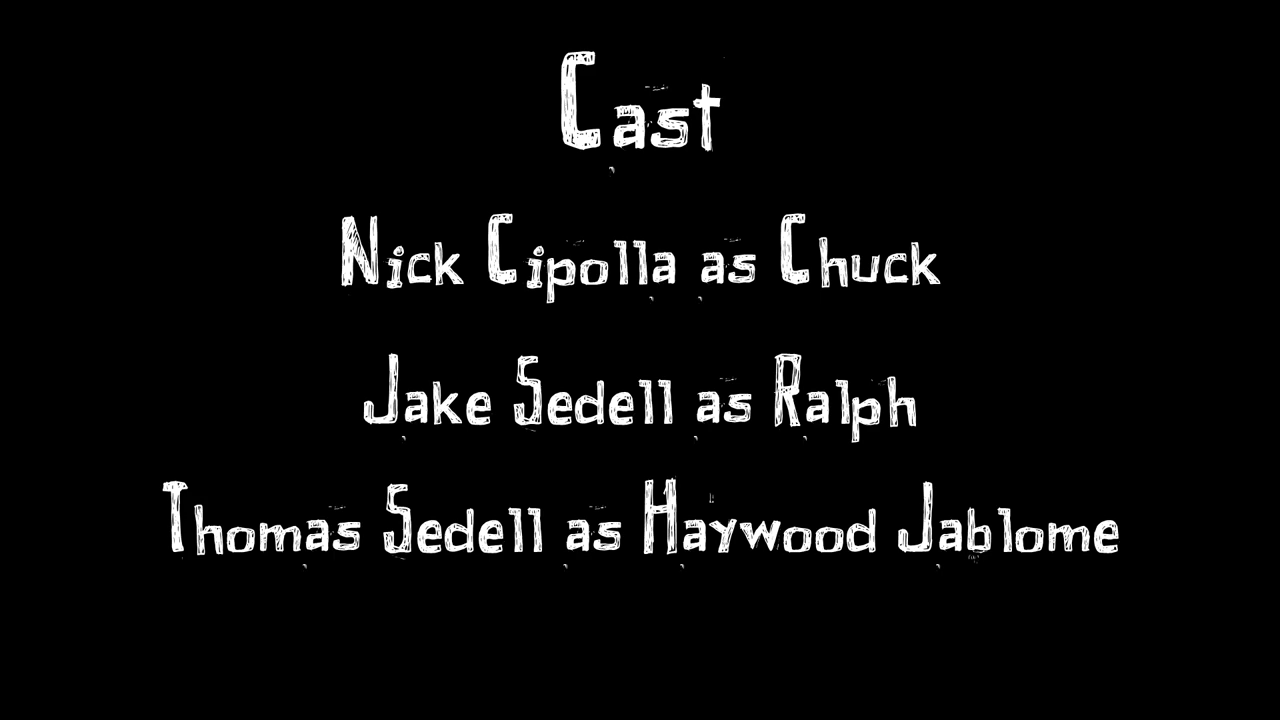 Cast
Nick Cipolla as Chuck
Jake Sedell as Ralph
Thomas Sedell as Haywood Jablome